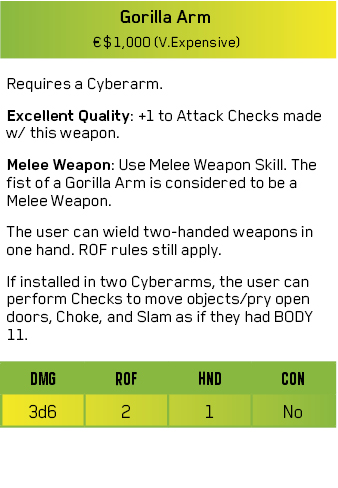 Gorilla Arm
€$1,000 (V.Expensive)
Requires a Cyberarm.
Excellent Quality: +1 to Attack Checks made
w/ this weapon.
Melee Weapon: Use Melee Weapon Skill. The
fist of a Gorilla Arm is considered to be a
Melee Weapon.
The user can wield two-handed weapons in
one hand. ROF rules still apply.
If installed in two Cyberarms, the user can
perform Checks to move objects/pry open
doors, Choke, and Slam as if they had BODY
11.
DMG ROF HND CON
3d6 2 1 No